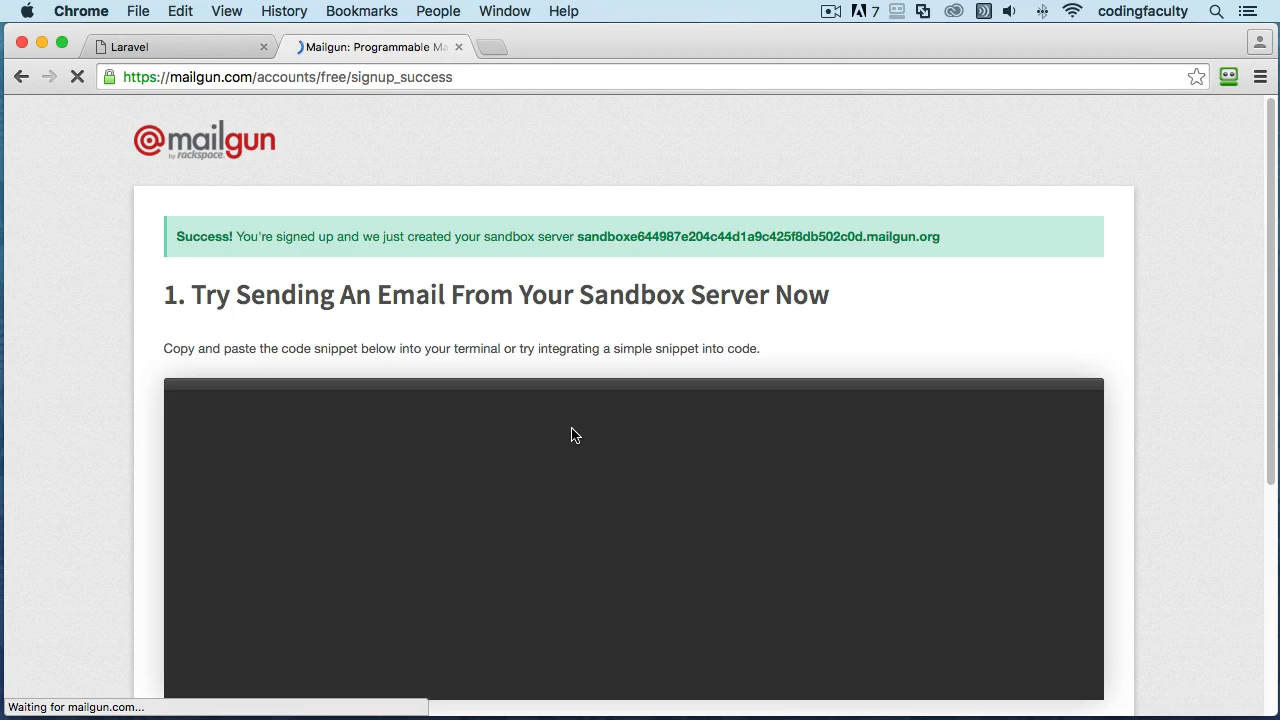 Chrome File Edit View History Bookmarks People Window Help 7 codingfaculty
Laravel Mailgun: Programmable Ma
https://mailgun.com/accounts/free/signup_success
@mailgun
by rackspace.
Success! You're signed up and we just created your sandbox server sandboxe644987e204c44d1a9c425f8db502c0d.mailgun.org
1. Try Sending An Email From Your Sandbox Server Now
Copy and paste the code snippet below into your terminal or try integrating a simple snippet into code.
Waiting for mailgun.com...